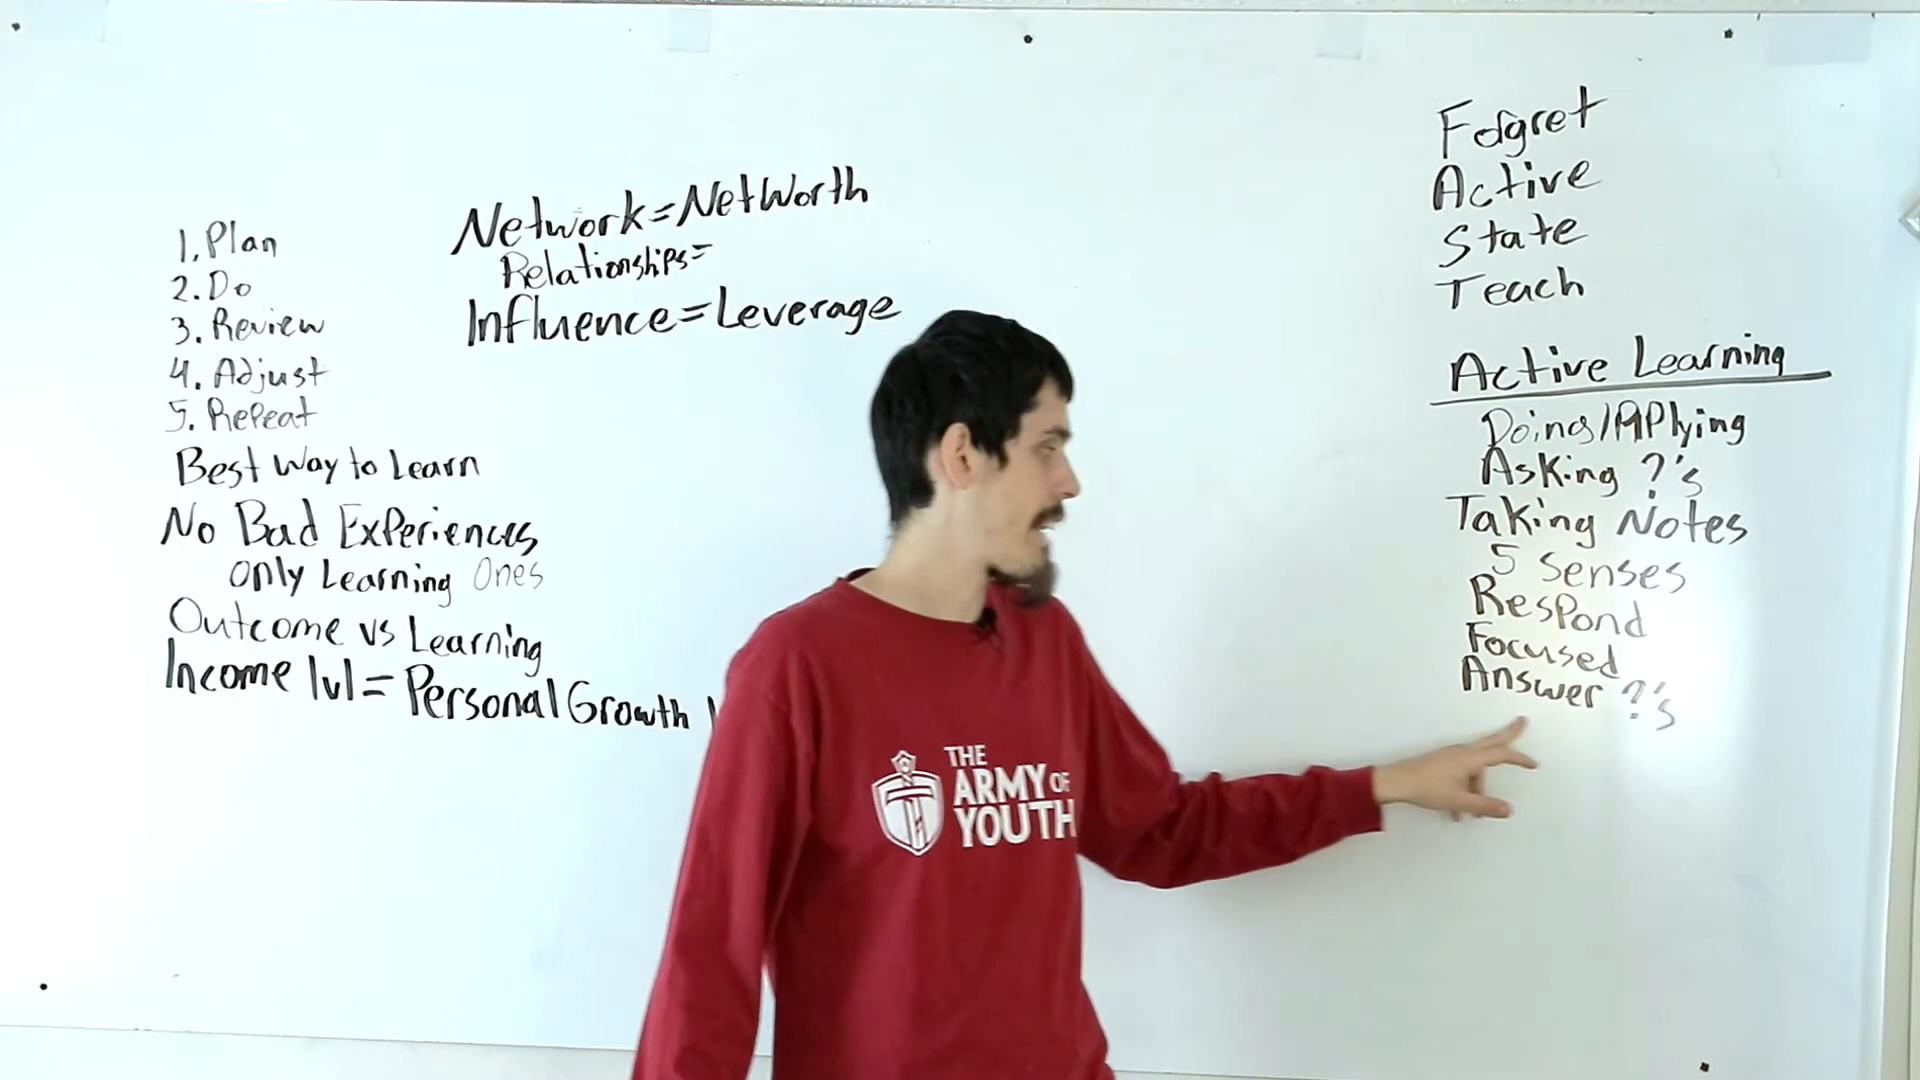 1. Plan
2. Do
3. Review
4. Adjust
5. Repeat
Best Way to Learn
No Bad Experiences
only Learning Ones
Outcome vs Learning
Income lvl = Personal Growth
Network = NetWorth
Relationships =
Influence = Leverage
Fofgret
Active
State
Teach
Active Learning
Doing/Applying
Asking ?'s
Taking Notes
5 Senses
Respond
Focused
Answer ?'s
THE
ARMY OF
YOUTH